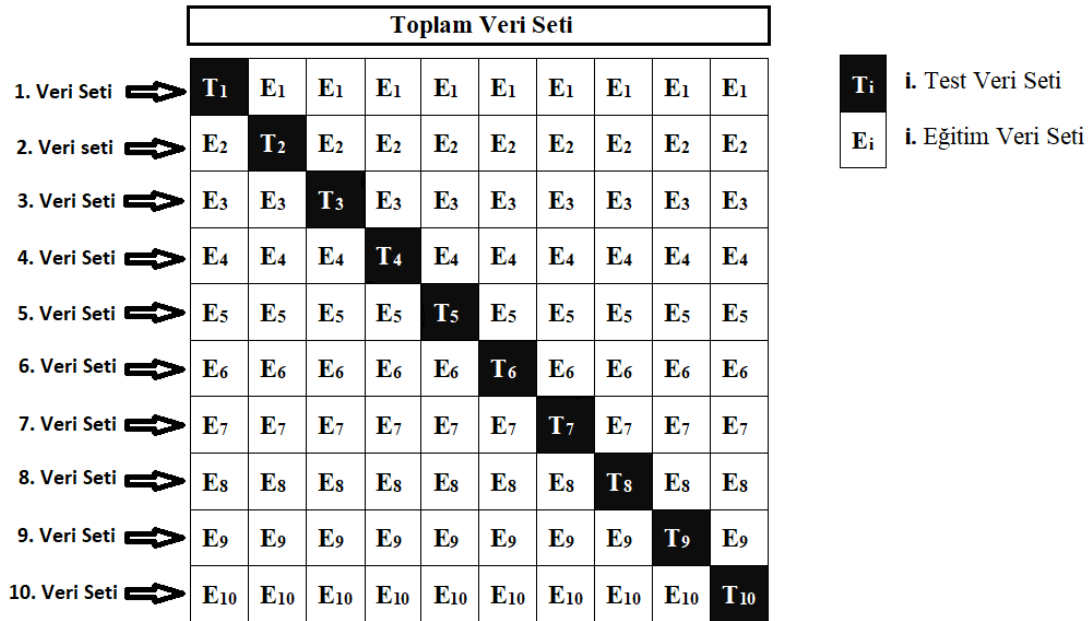 Toplam Veri Seti
1. Veri Seti T1 E1 E1 E1 E1 E1 E1 E1 E1 E1
2. Veri seti E2 T2 E2 E2 E2 E2 E2 E2 E2 E2
3. Veri Seti E3 E3 T3 E3 E3 E3 E3 E3 E3 E3
4. Veri Seti E4 E4 E4 T4 E4 E4 E4 E4 E4 E4
5. Veri Seti E5 E5 E5 E5 T5 E5 E5 E5 E5 E5
6. Veri Seti E6 E6 E6 E6 E6 T6 E6 E6 E6 E6
7. Veri Seti E7 E7 E7 E7 E7 E7 T7 E7 E7 E7
8. Veri Seti E8 E8 E8 E8 E8 E8 E8 T8 E8 E8
9. Veri Seti E9 E9 E9 E9 E9 E9 E9 E9 T9 E9
10. Veri Seti E10 E10 E10 E10 E10 E10 E10 E10 E10 T10
Ti i. Test Veri Seti
Ei i. Eğitim Veri Seti